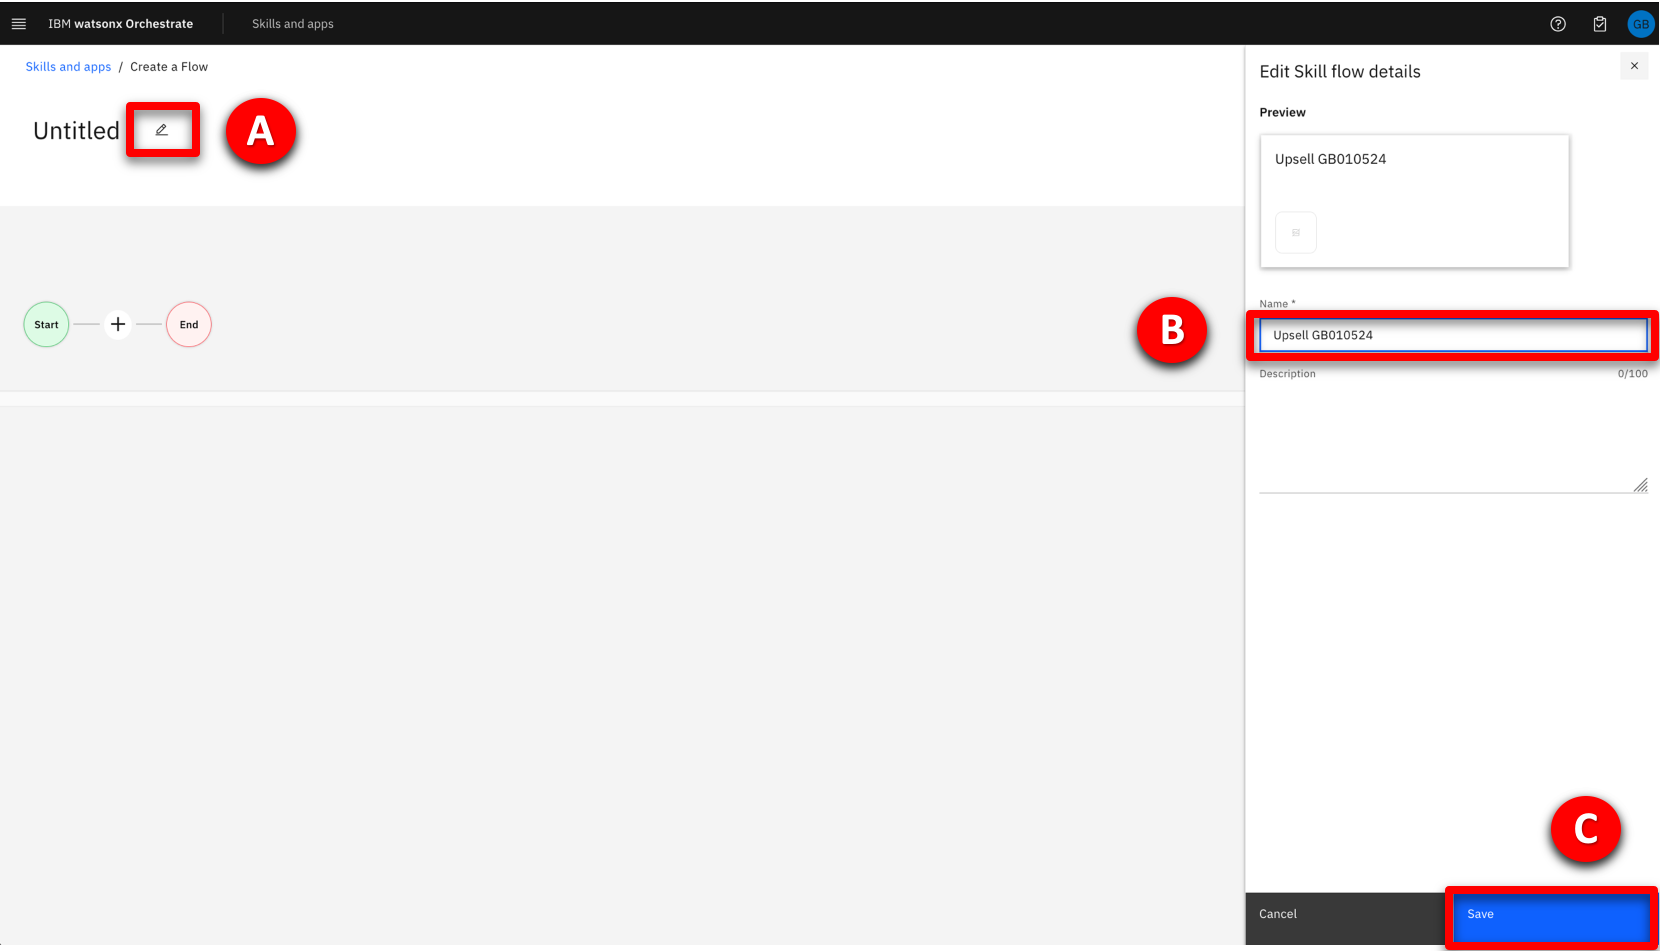 IBM watsonx Orchestrate
Skills and apps
GB
Skills and apps / Create a Flow
Untitled
A
Start
End
Edit Skill flow details
Preview
Upsell GB010524
Name *
B
Upsell GB010524
Description
0/100
C
Cancel
Save